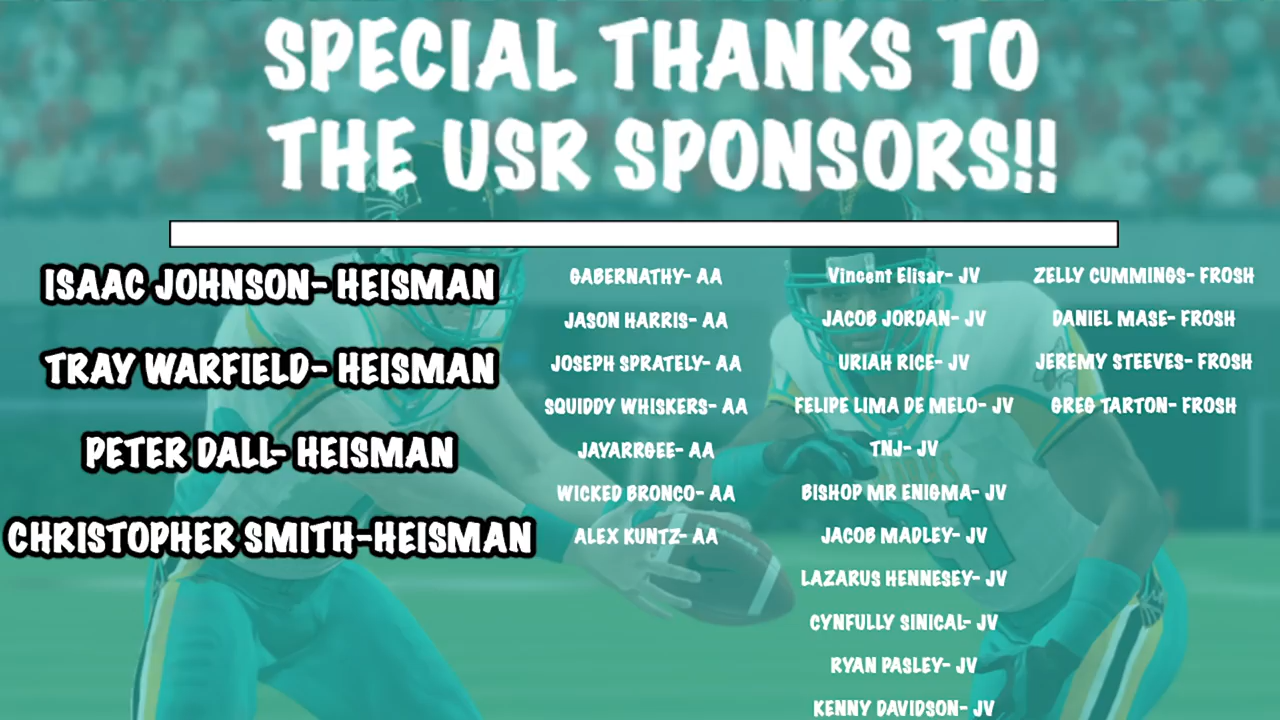 SPECIAL THANKS TO
THE USR SPONSORS!!
ISAAC JOHNSON- HEISMAN
TRAY WARFIELD- HEISMAN
PETER DALL- HEISMAN
CHRISTOPHER SMITH-HEISMAN
GABERNATHY- AA
JASON HARRIS- AA
JOSEPH SPRATELY- AA
SQUIDDY WHISKERS- AA
JAYARRGEE- AA
WICKED BRONCO- AA
ALEX KUNTZ- AA
Vincent Elisar- JV
JACOB JORDAN- JV
URIAH RICE- JV
FELIPE LIMA DE MELO- JV
TNJ- JV
BISHOP MR ENIGMA- JV
JACOB MADLEY- JV
LAZARUS HENNESEY- JV
CYNFULLY SINICAL- JV
RYAN PASLEY- JV
KENNY DAVIDSON- JV
ZELLY CUMMINGS- FROSH
DANIEL MASE- FROSH
JEREMY STEEVES- FROSH
GREG TARTON- FROSH